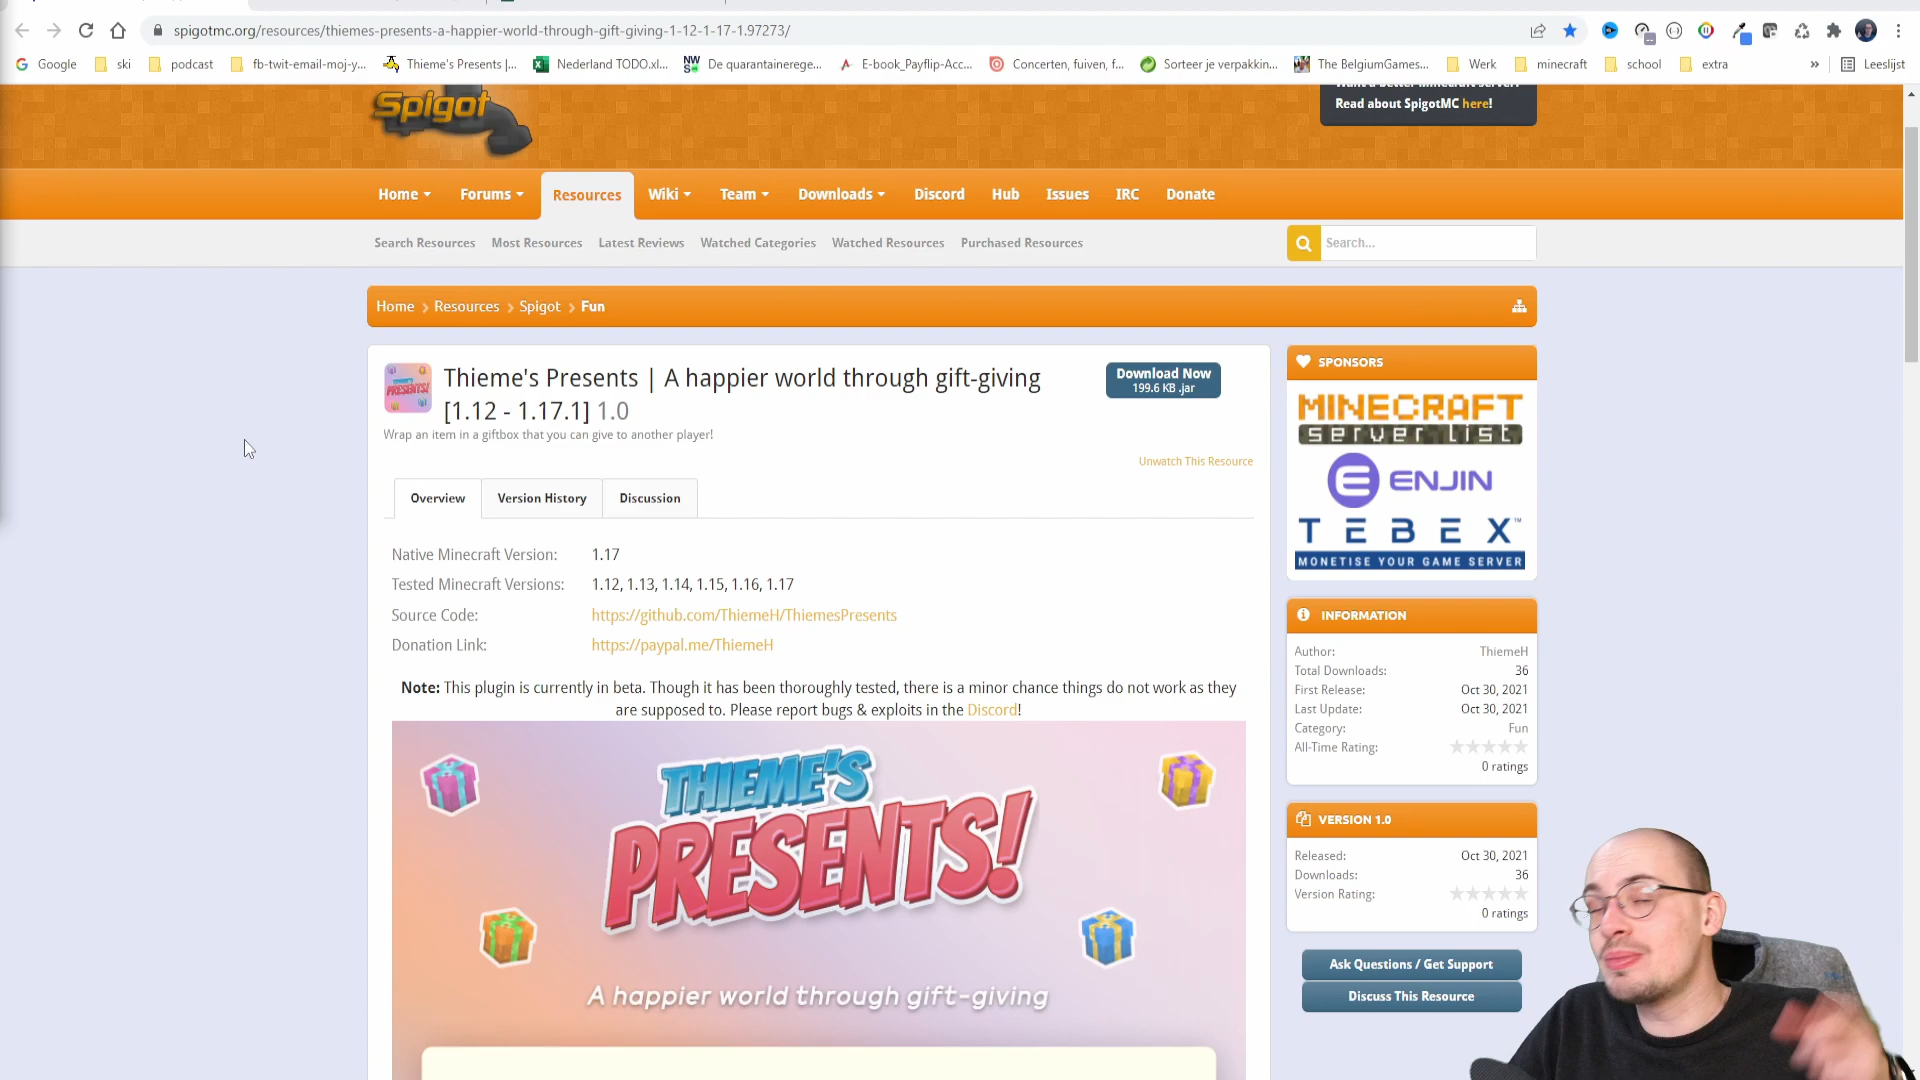 spigotmc.org/resources/thiemes-presents-a-happier-world-through-gift-giving-1-12-1-17-1.97273/
Google ski podcast fb-twit-email-moj-y... Thieme's Presents |... Nederland TODO.xl... De quarantainerege... E-book_Payflip-Acc... Concerten, fuiven, f... Sorteer je verpakkin... The BelgiumGames... Werk minecraft school extra » Leeslijst
Spigot
Read about SpigotMC here!
Home Forums Resources Wiki Team Downloads Discord Hub Issues IRC Donate
Search Resources Most Resources Latest Reviews Watched Categories Watched Resources Purchased Resources
Search...
Home Resources Spigot Fun
Thieme's Presents | A happier world through gift-giving
[1.12 - 1.17.1] 1.0
Wrap an item in a giftbox that you can give to another player!
Download Now
199.6 KB .jar
Unwatch This Resource
Overview Version History Discussion
Native Minecraft Version: 1.17
Tested Minecraft Versions: 1.12, 1.13, 1.14, 1.15, 1.16, 1.17
Source Code: https://github.com/ThiemeH/ThiemesPresents
Donation Link: https://paypal.me/ThiemeH
Note: This plugin is currently in beta. Though it has been thoroughly tested, there is a minor chance things do not work as they
are supposed to. Please report bugs & exploits in the Discord!
THIEME'S
PRESENTS!
A happier world through gift-giving
SPONSORS
MINECRAFT
server list
ENJIN
TEBEX™
MONETISE YOUR GAME SERVER
INFORMATION
Author: ThiemeH
Total Downloads: 36
First Release: Oct 30, 2021
Last Update: Oct 30, 2021
Category: Fun
All-Time Rating:
0 ratings
VERSION 1.0
Released: Oct 30, 2021
Downloads: 36
Version Rating:
0 ratings
Ask Questions / Get Support
Discuss This Resource